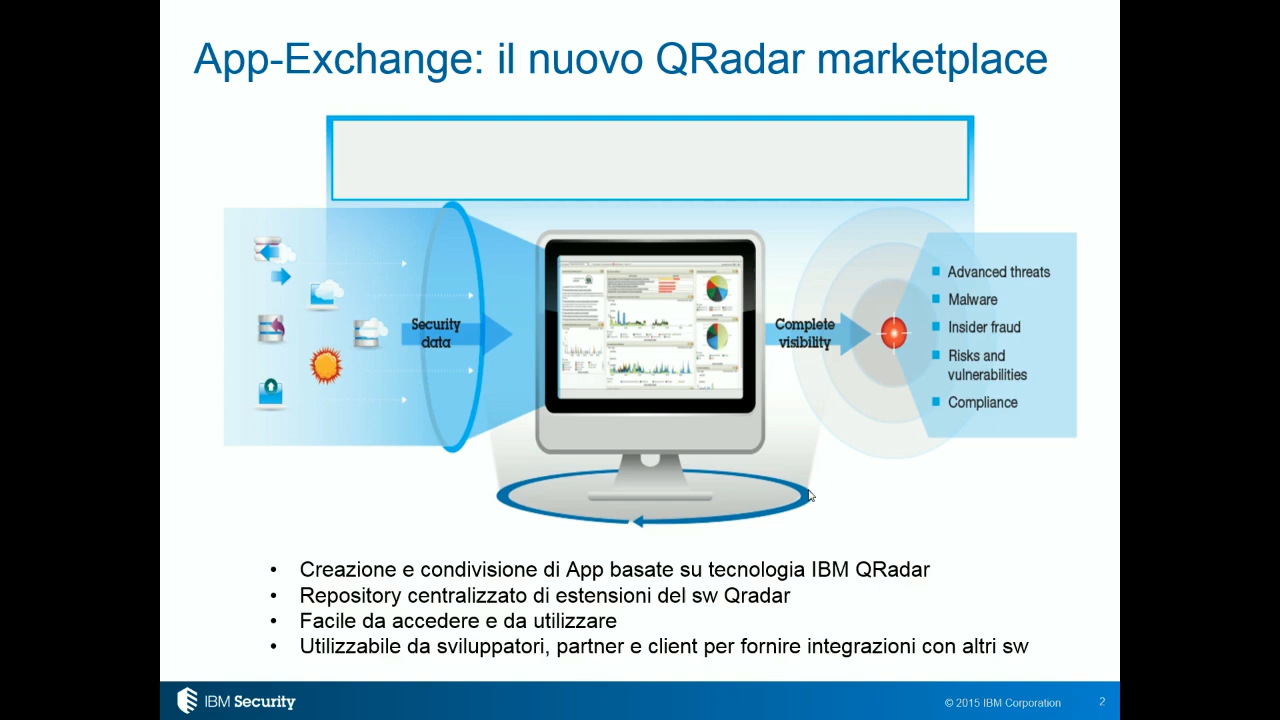 App-Exchange: il nuovo QRadar marketplace
Security
data
Complete
visibility
Advanced threats
Malware
Insider fraud
Risks and
vulnerabilities
Compliance
• Creazione e condivisione di App basate su tecnologia IBM QRadar
• Repository centralizzato di estensioni del sw Qradar
• Facile da accedere e da utilizzare
• Utilizzabile da sviluppatori, partner e client per fornire integrazioni con altri sw
IBM Security
© 2015 IBM Corporation
2